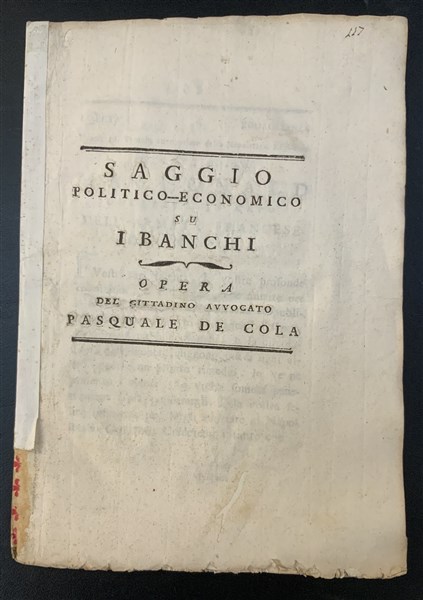 SAGGIO
POLITICO-ECONOMICO
SU
I BANCHI
OPERA
DEL CITTADINO AVVOCATO
PASQUALE DE COLA